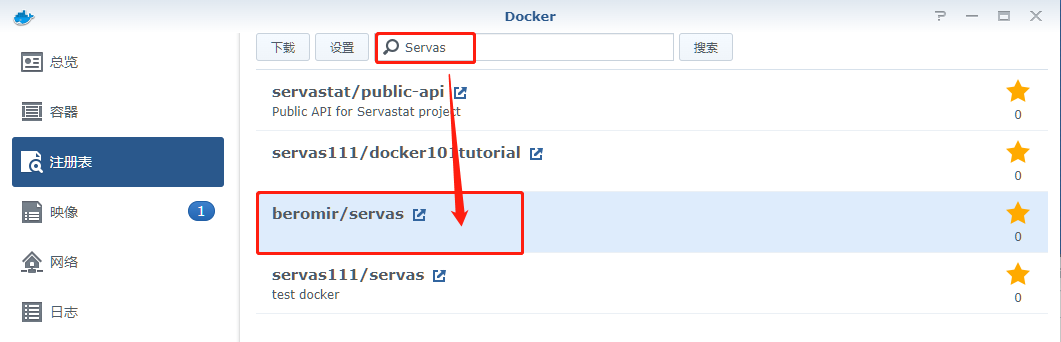 Docker
总览
容器
注册表
映像
1
网络
日志
下载
设置
Servas
搜索
servastat/public-api
Public API for Servastat project
0
servas111/docker101tutorial
0
beromir/servas
0
servas111/servas
test docker
0